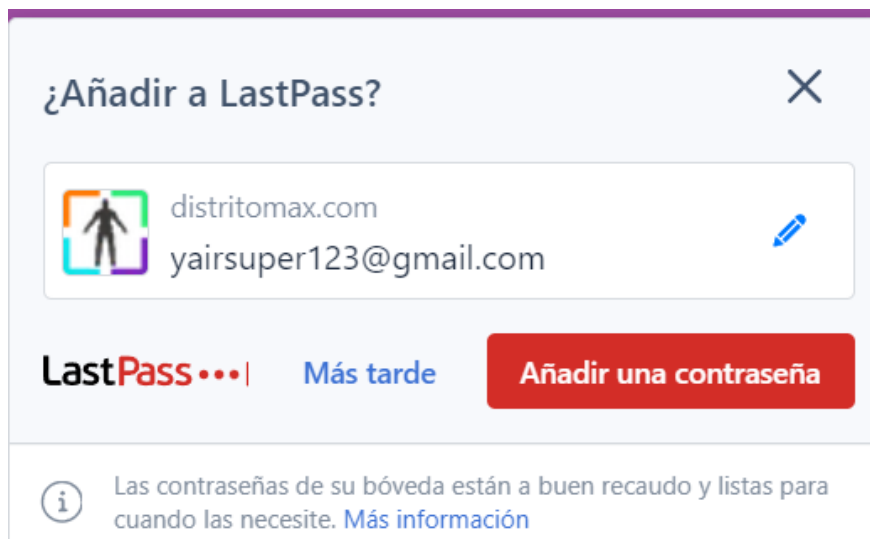 ¿Añadir a LastPass?
distritomax.com
yairsuper123@gmail.com
LastPass
Más tarde
Añadir una contraseña
Las contraseñas de su bóveda están a buen recaudo y listas para
cuando las necesite. Más información